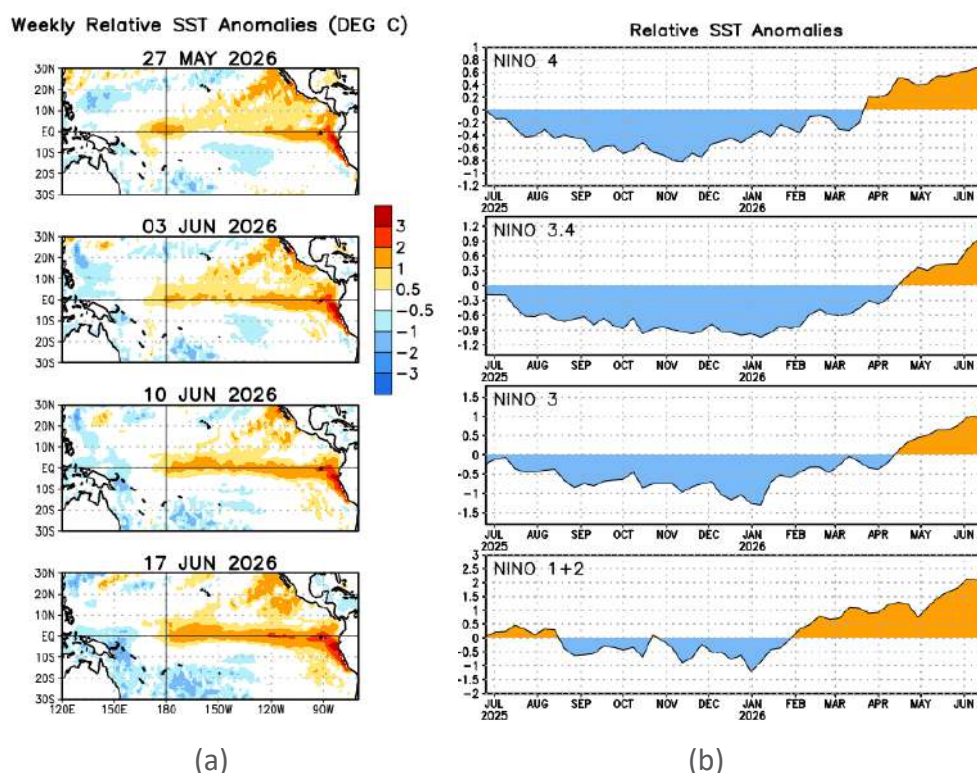 Weekly Relative SST Anomalies (DEG C)
27 MAY 2026
30N
20N
10N
EQ
10S
20S
30S
03 JUN 2026
30N
20N
10N
EQ
10S
20S
30S
3
2
1
0.5
-0.5
-1
-2
-3
10 JUN 2026
30N
20N
10N
EQ
10S
20S
30S
17 JUN 2026
30N
20N
10N
EQ
10S
20S
30S
120E 150E 180 150W 120W 90W
(a)
Relative SST Anomalies
NINO 4
1
0.8
0.6
0.4
0.2
0
-0.2
-0.4
-0.6
-0.8
-1
-1.2
JUL AUG SEP OCT NOV DEC JAN FEB MAR APR MAY JUN
2025 2026
NINO 3.4
1.2
0.9
0.6
0.3
0
-0.3
-0.6
-0.9
-1.2
JUL AUG SEP OCT NOV DEC JAN FEB MAR APR MAY JUN
2025 2026
NINO 3
1.5
1
0.5
0
-0.5
-1
-1.5
JUL AUG SEP OCT NOV DEC JAN FEB MAR APR MAY JUN
2025 2026
NINO 1+2
3
2.5
2
1.5
1
0.5
0
-0.5
-1
-1.5
-2
JUL AUG SEP OCT NOV DEC JAN FEB MAR APR MAY JUN
2025 2026
(b)